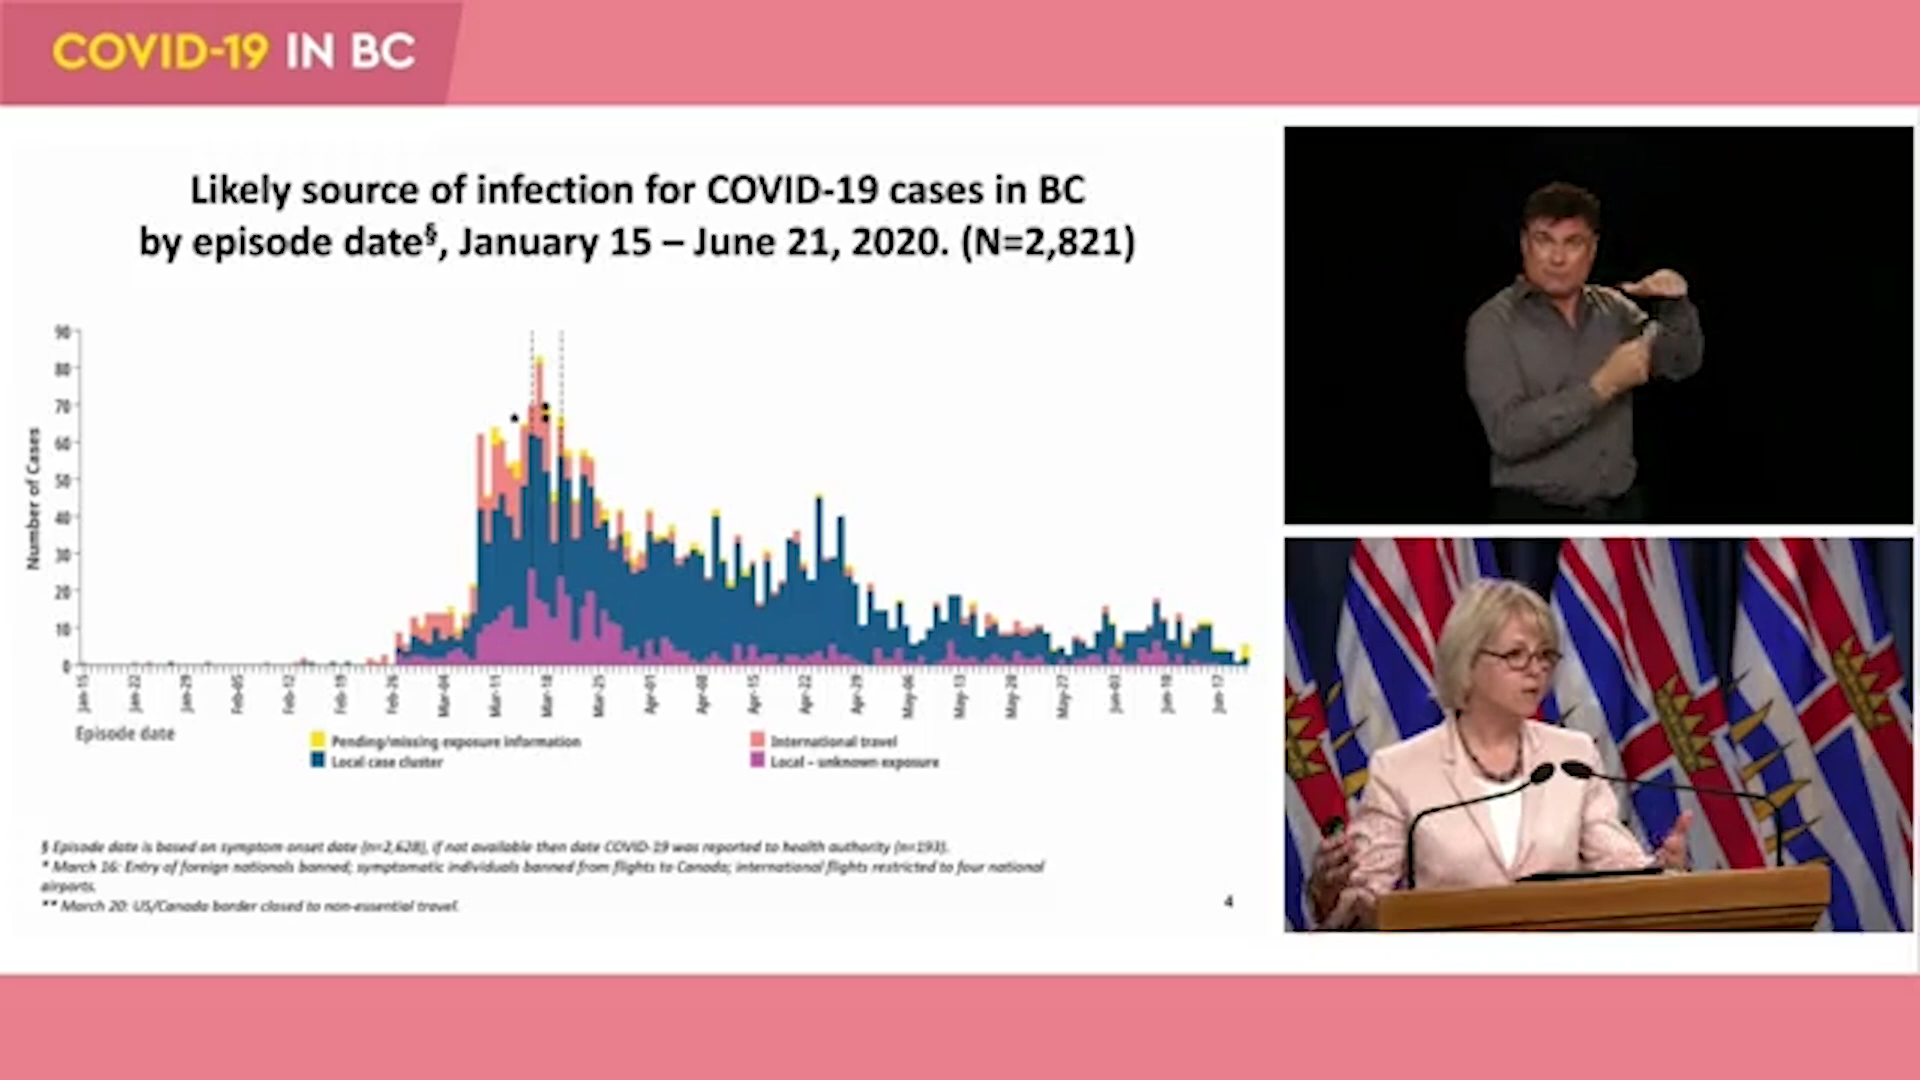 COVID-19 IN BC
Likely source of infection for COVID-19 cases in BC
by episode date§, January 15 – June 21, 2020. (N=2,821)
90
80
70
60
50
40
30
20
10
0
Number of Cases
Jan-15
Jan-22
Jan-29
Feb-05
Feb-12
Feb-19
Feb-26
Mar-04
Mar-11
Mar-18
Mar-25
Apr-01
Apr-08
Apr-15
Apr-22
Apr-29
May-06
May-13
May-20
May-27
Jun-03
Jun-10
Jun-17
Episode date
Pending/missing exposure information
International travel
Local case cluster
Local – unknown exposure
§ Episode date is based on symptom onset date (n=2,628), if not available then date COVID-19 was reported to health authority (n=193).
* March 16: Entry of foreign nationals banned; symptomatic individuals banned from flights to Canada; international flights restricted to four national
airports.
** March 20: US/Canada border closed to non-essential travel.
4